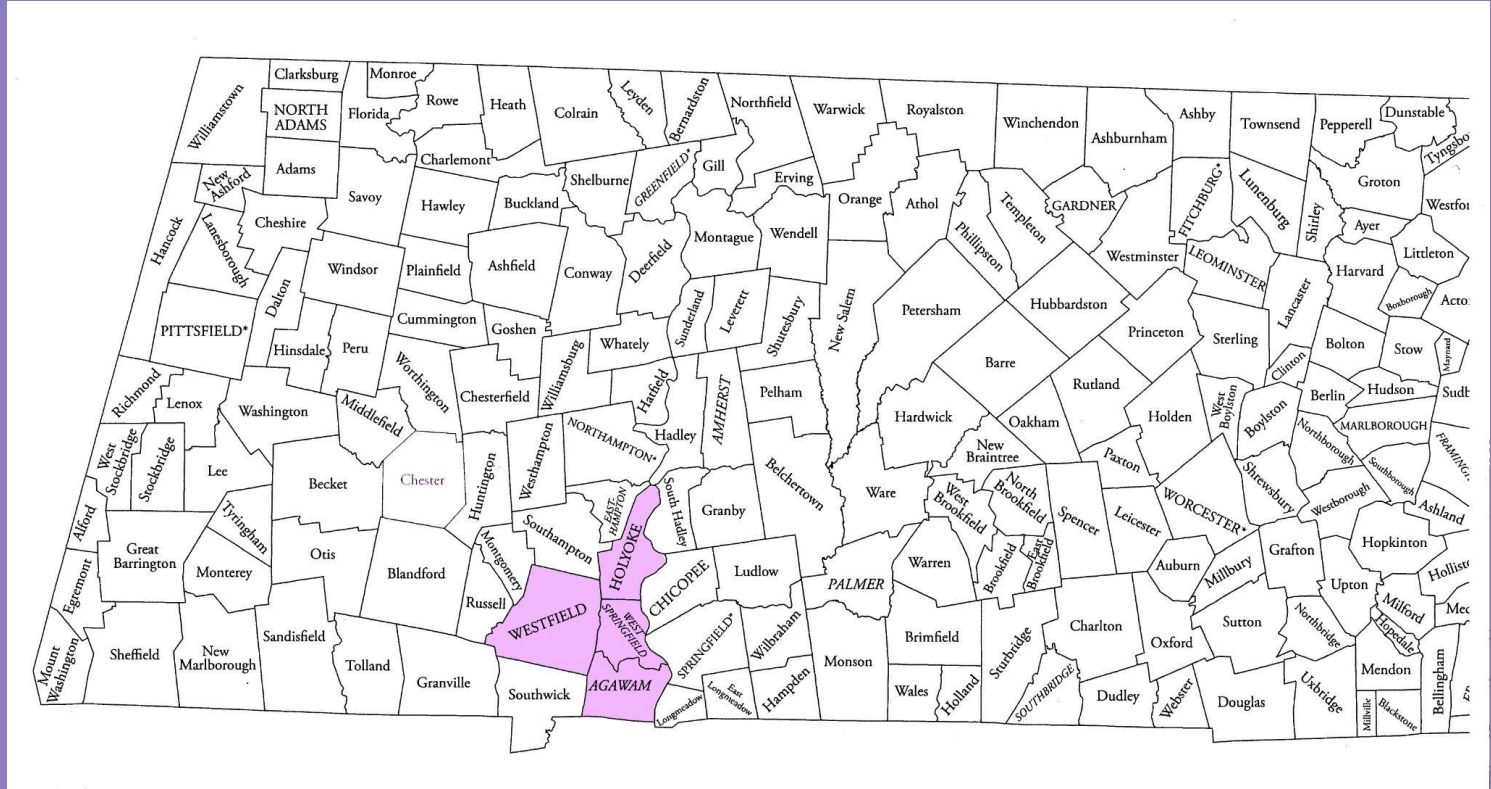 Clarksburg
Monroe
Williamstown
NORTH
ADAMS
Florida
Rowe
Heath
Colrain
Leyden
Bernardston
Northfield
Warwick
Royalston
Winchendon
Ashburnham
Ashby
Townsend
Pepperell
Dunstable
Tyngsbo
Adams
Charlemont
New
Ashford
Savoy
Hawley
Buckland
Shelburne
GREENFIELD*
Gill
Erving
Orange
Athol
Phillipston
Templeton
GARDNER
Westminster
FITCHBURG*
Lunenburg
Shirley
Groton
Ayer
Westfor
Littleton
Hancock
Lanesborough
Cheshire
Dalton
Windsor
Plainfield
Ashfield
Conway
Deerfield
Montague
Wendell
New Salem
Petersham
Hubbardston
Princeton
LEOMINSTER
Sterling
Lancaster
Harvard
Boxborough
Acto
PITTSFIELD*
Hinsdale
Peru
Cummington
Goshen
Worthington
Chesterfield
Williamsburg
Whately
Hatfield
Sunderland
Leverett
Shutesbury
Pelham
AMHERST
Hadley
Barre
Rutland
Hardwick
Oakham
Holden
West
Boylston
Boylston
Clinton
Bolton
Stow
Maynard
Berlin
Hudson
Sudb
MARLBOROUGH
Northborough
Southborough
FRAMING
Richmond
Lenox
Washington
Middlefield
West
Stockbridge
Stockbridge
Lee
Becket
Chester
Huntington
Westhampton
NORTHAMPTON*
EAST-
HAMPTON
South Hadley
Granby
Belchertown
Ware
New
Braintree
West
Brookfield
North
Brookfield
Spencer
Paxton
Leicester
WORCESTER*
Shrewsbury
Westborough
Ashland
Hopkinton
Alford
Great
Barrington
Tyringham
Monterey
Otis
Blandford
Montgomery
Russell
Southampton
HOLYOKE
CHICOPEE
Ludlow
PALMER
Warren
Brookfield
East
Brookfield
Auburn
Millbury
Grafton
Upton
Milford
Hollist
Hopedale
Med
Egremont
Mount
Washington
Sheffield
New
Marlborough
Sandisfield
Tolland
Granville
WESTFIELD
Southwick
WEST
SPRINGFIELD
AGAWAM
SPRINGFIELD*
Longmeadow
East
Longmeadow
Wilbraham
Hampden
Monson
Brimfield
Wales
Holland
Sturbridge
SOUTHBRIDGE
Charlton
Dudley
Oxford
Webster
Sutton
Douglas
Northbridge
Uxbridge
Mendon
Millville
Blackstone
Bellingham